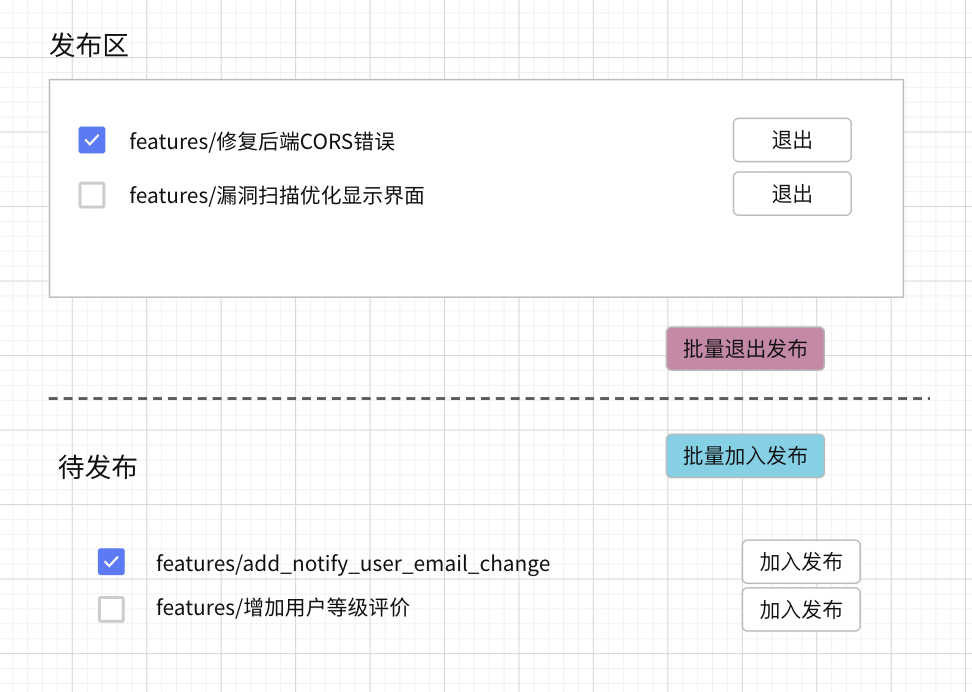 发布区
features/修复后端CORS错误
退出
features/漏洞扫描优化显示界面
退出
批量退出发布
待发布
批量加入发布
features/add_notify_user_email_change
加入发布
features/增加用户等级评价
加入发布